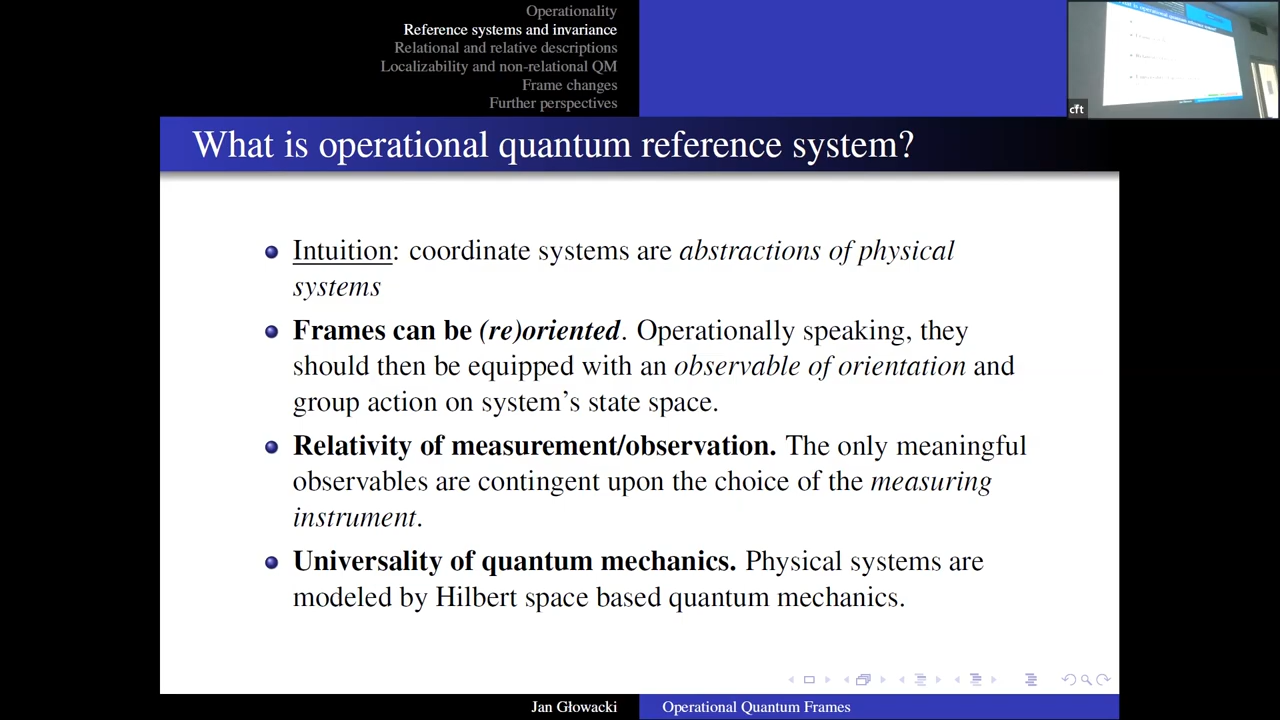 Operationality
Reference systems and invariance
Relational and relative descriptions
Localizability and non-relational QM
Frame changes
Further perspectives
cft
What is operational quantum reference system?
Intuition: coordinate systems are abstractions of physical
systems
Frames can be (re)oriented. Operationally speaking, they
should then be equipped with an observable of orientation and
group action on system's state space.
Relativity of measurement/observation. The only meaningful
observables are contingent upon the choice of the measuring
instrument.
Universality of quantum mechanics. Physical systems are
modeled by Hilbert space based quantum mechanics.
Jan Głowacki
Operational Quantum Frames